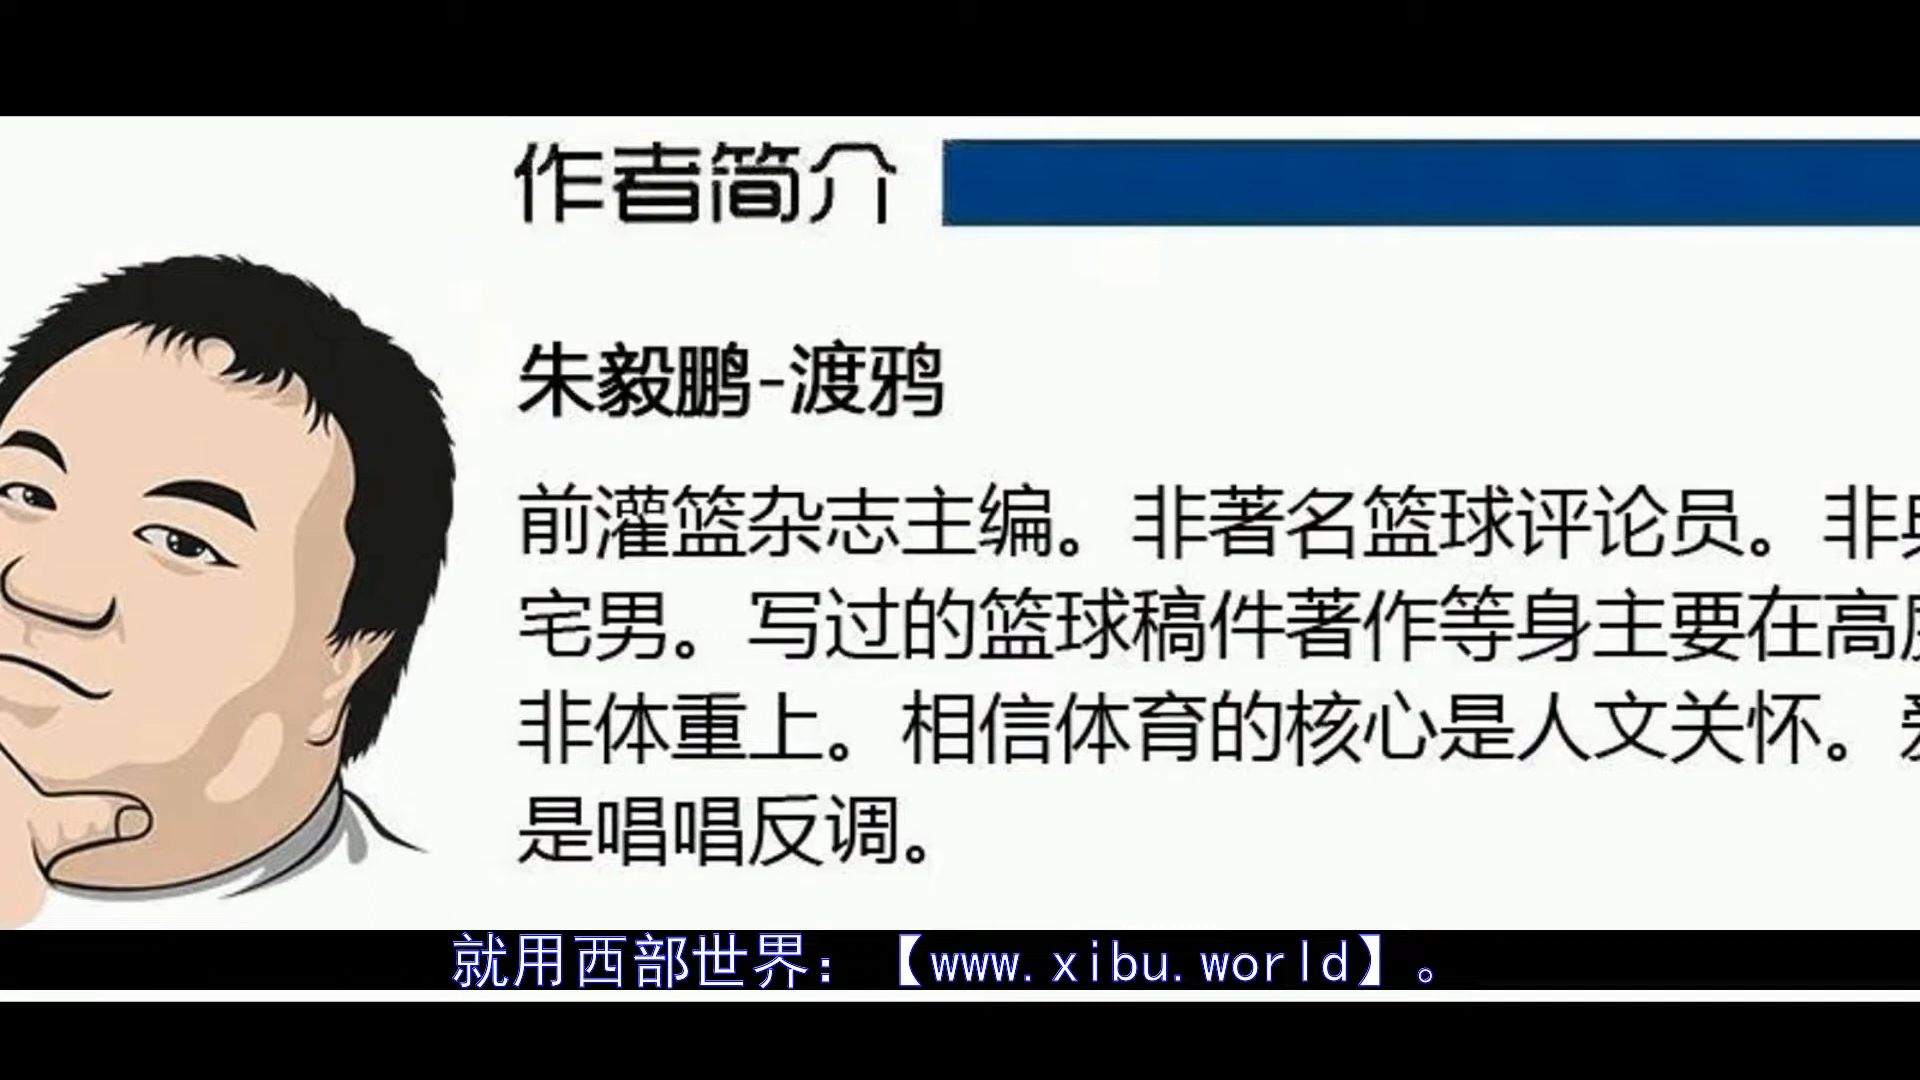 作者简介
朱毅鹏-渡鸦
前灌篮杂志主编。非著名篮球评论员。非
宅男。写过的篮球稿件著作等身主要在高
非体重上。相信体育的核心是人文关怀。
是唱唱反调。
就用西部世界：【www.xibu.world】。